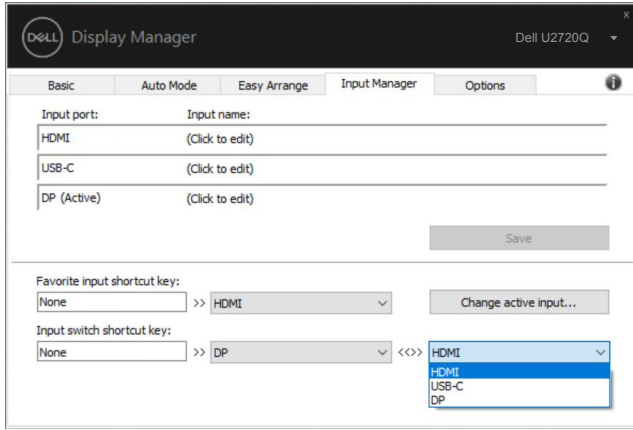 x
DELL Display Manager Dell U2720Q
Basic Auto Mode Easy Arrange Input Manager Options i
Input port: Input name:
HDMI (Click to edit)
USB-C (Click to edit)
DP (Active) (Click to edit)
Save
Favorite input shortcut key:
None >> HDMI Change active input...
Input switch shortcut key:
None >> DP <<>> HDMI
HDMI
USB-C
DP